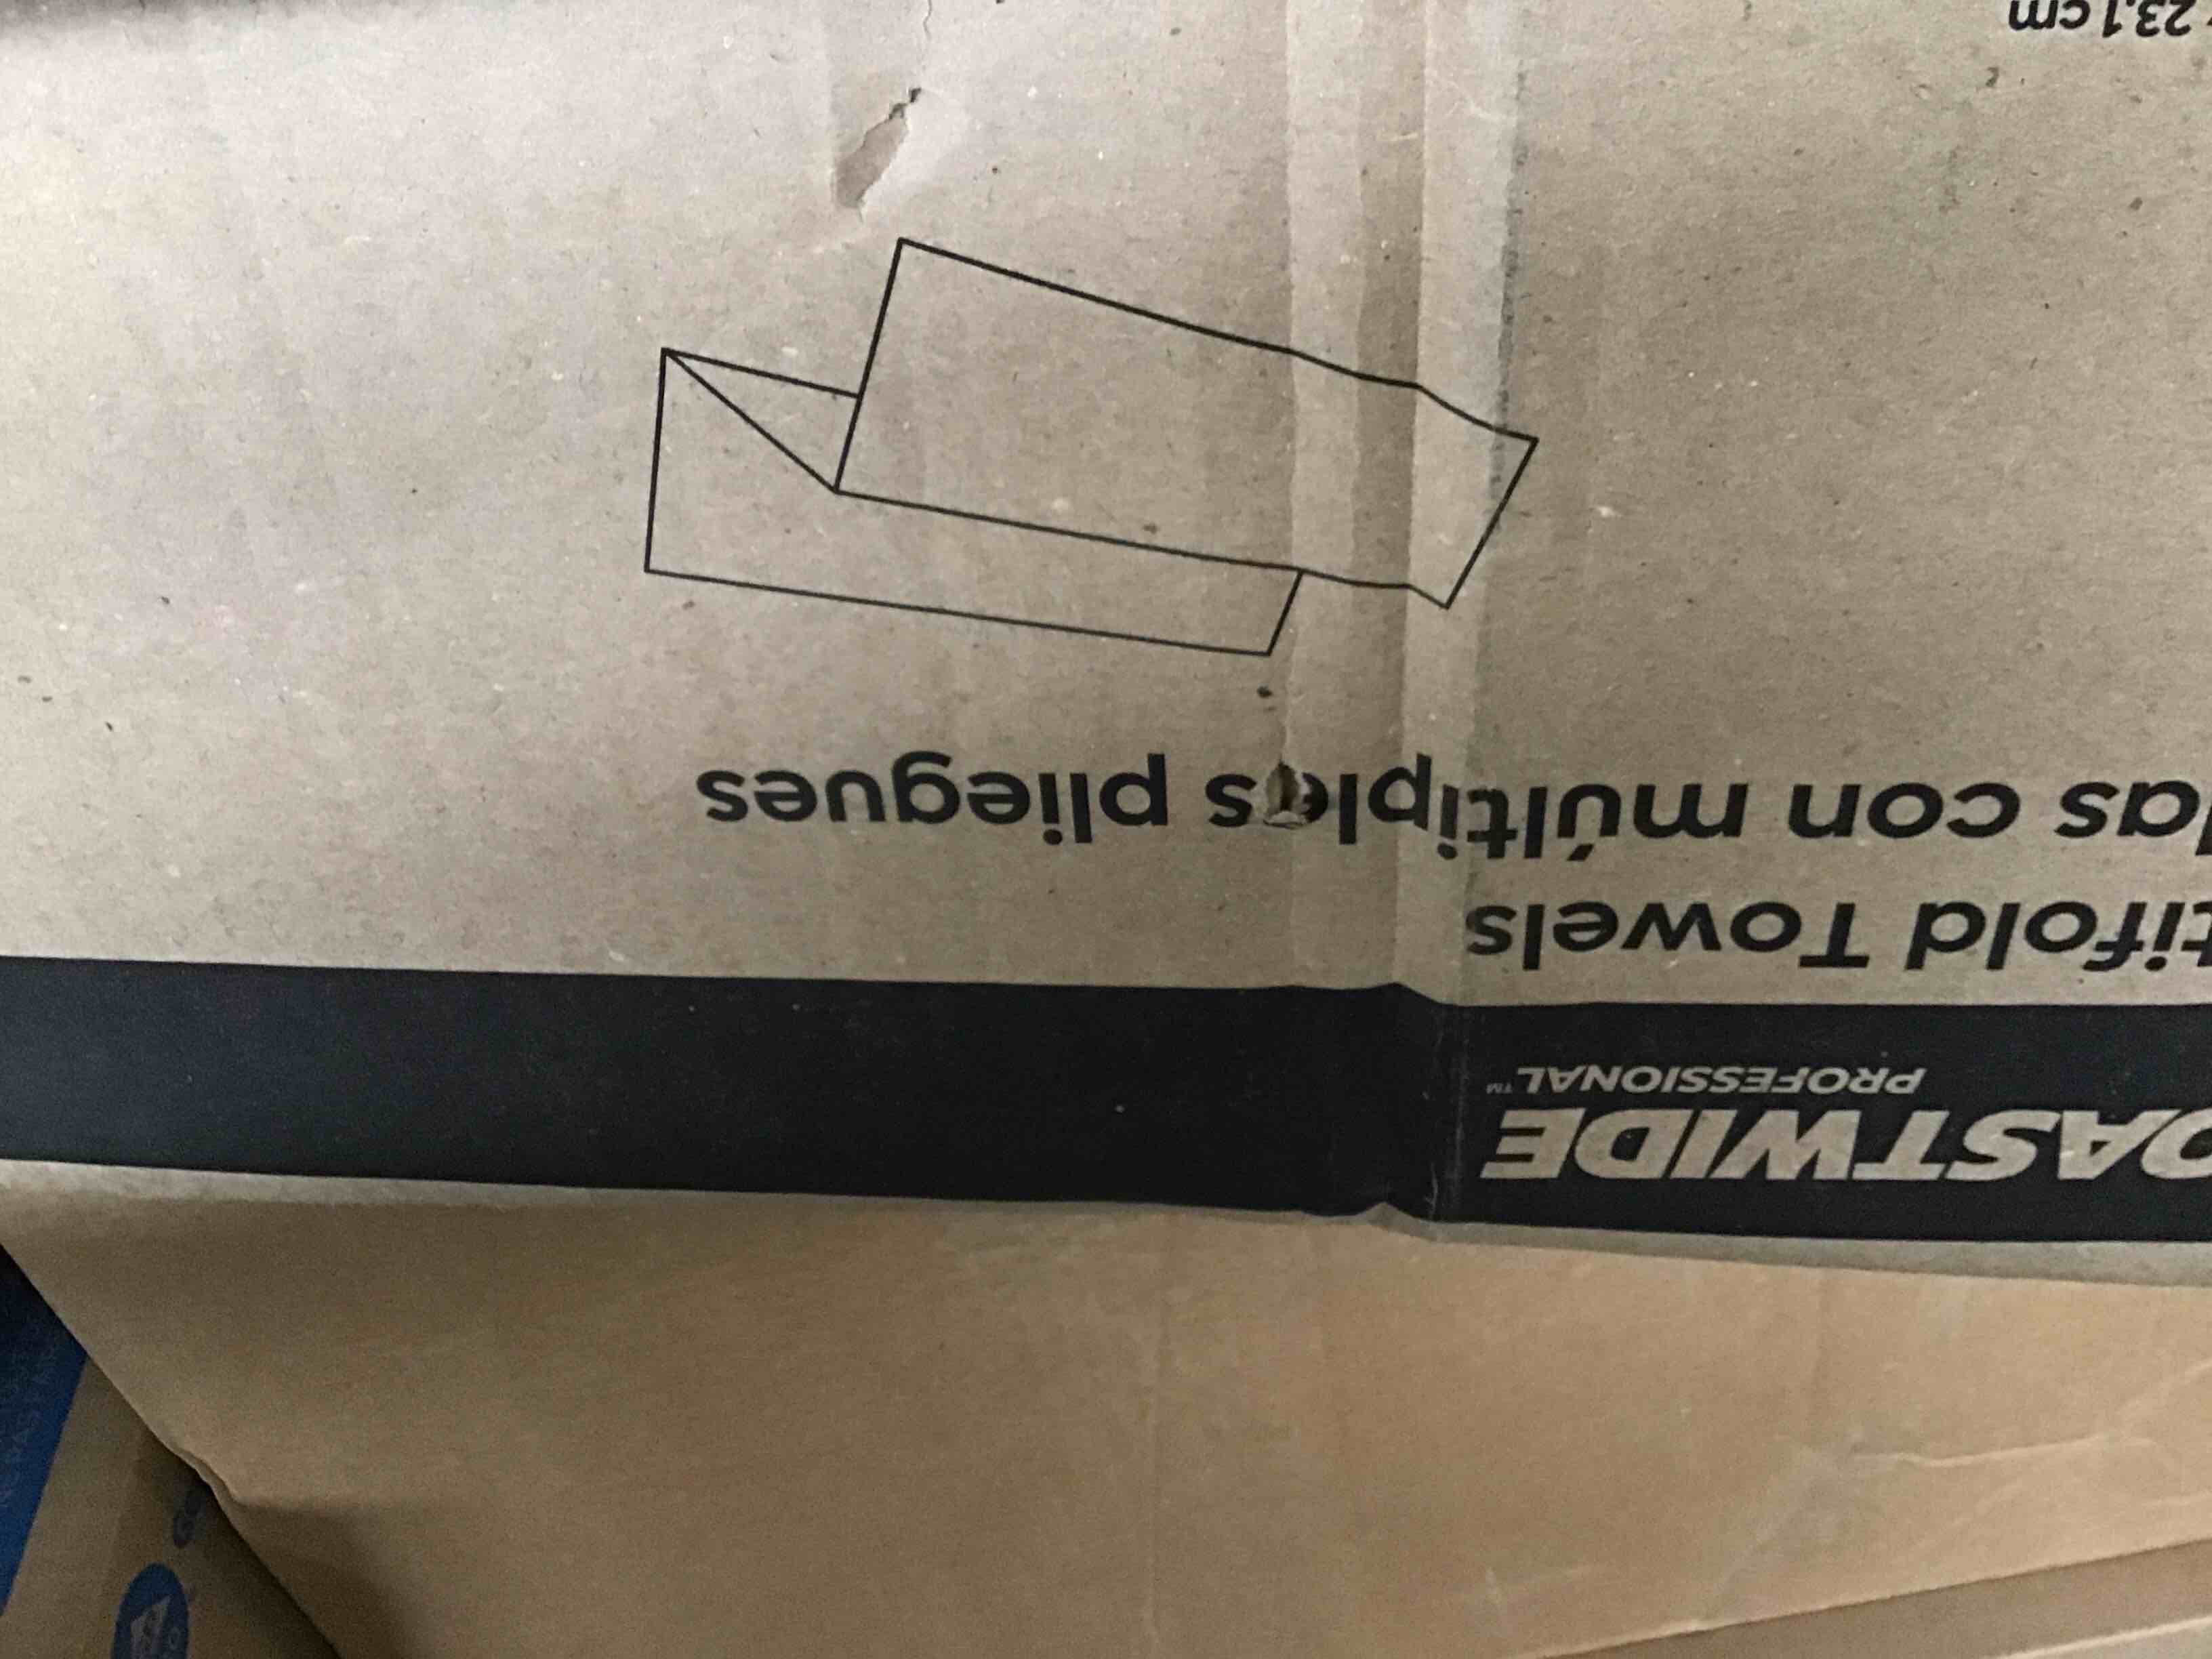 OASTWIDE
PROFESSIONAL™
tifold Towels
las con múltiples pliegues
23.1 cm